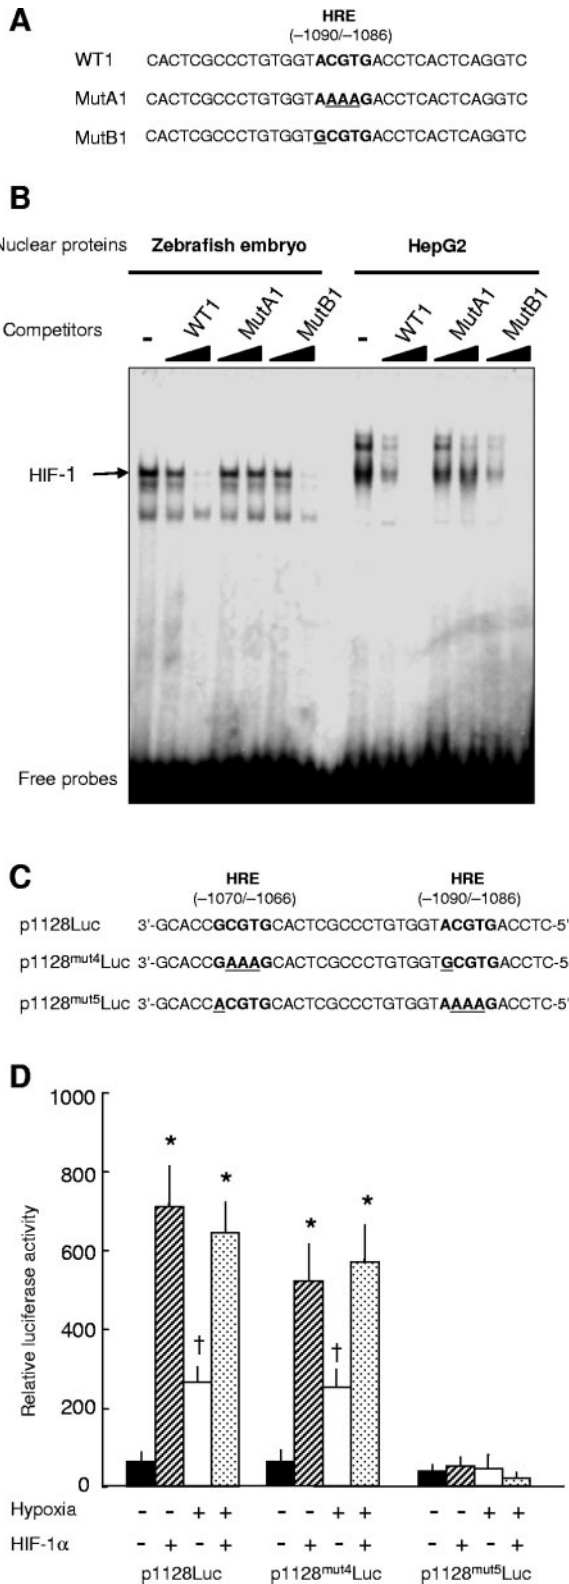 A
HRE
(–1090/–1086)
WT1 CACTCGCCCTGTGGTACGTGACCTCACTCAGGTC
MutA1 CACTCGCCCTGTGGTAAAAGACCTCACTCAGGTC
MutB1 CACTCGCCCTGTGGTGCGTGACCTCACTCAGGTC
B
Nuclear proteins Zebrafish embryo HepG2
Competitors - WT1 MutA1 MutB1 - WT1 MutA1 MutB1
HIF-1
Free probes
C
HRE HRE
(–1070/–1066) (–1090/–1086)
p1128Luc 3'-GCACCGCGTGCACTCGCCCTGTGGTACGTGACCTC-5'
p1128mut4Luc 3'-GCACCGAAAGCACTCGCCCTGTGGTGCGTGACCTC-5'
p1128mut5Luc 3'-GCACCACGTGCACTCGCCCTGTGGTAAAAGACCTC-5'
D
Relative luciferase activity
1000
800
600
400
200
0
* * † * * † *
Hypoxia - - + + - - + + - - + +
HIF-1α - + - + - + - + - + - +
p1128Luc p1128mut4Luc p1128mut5Luc